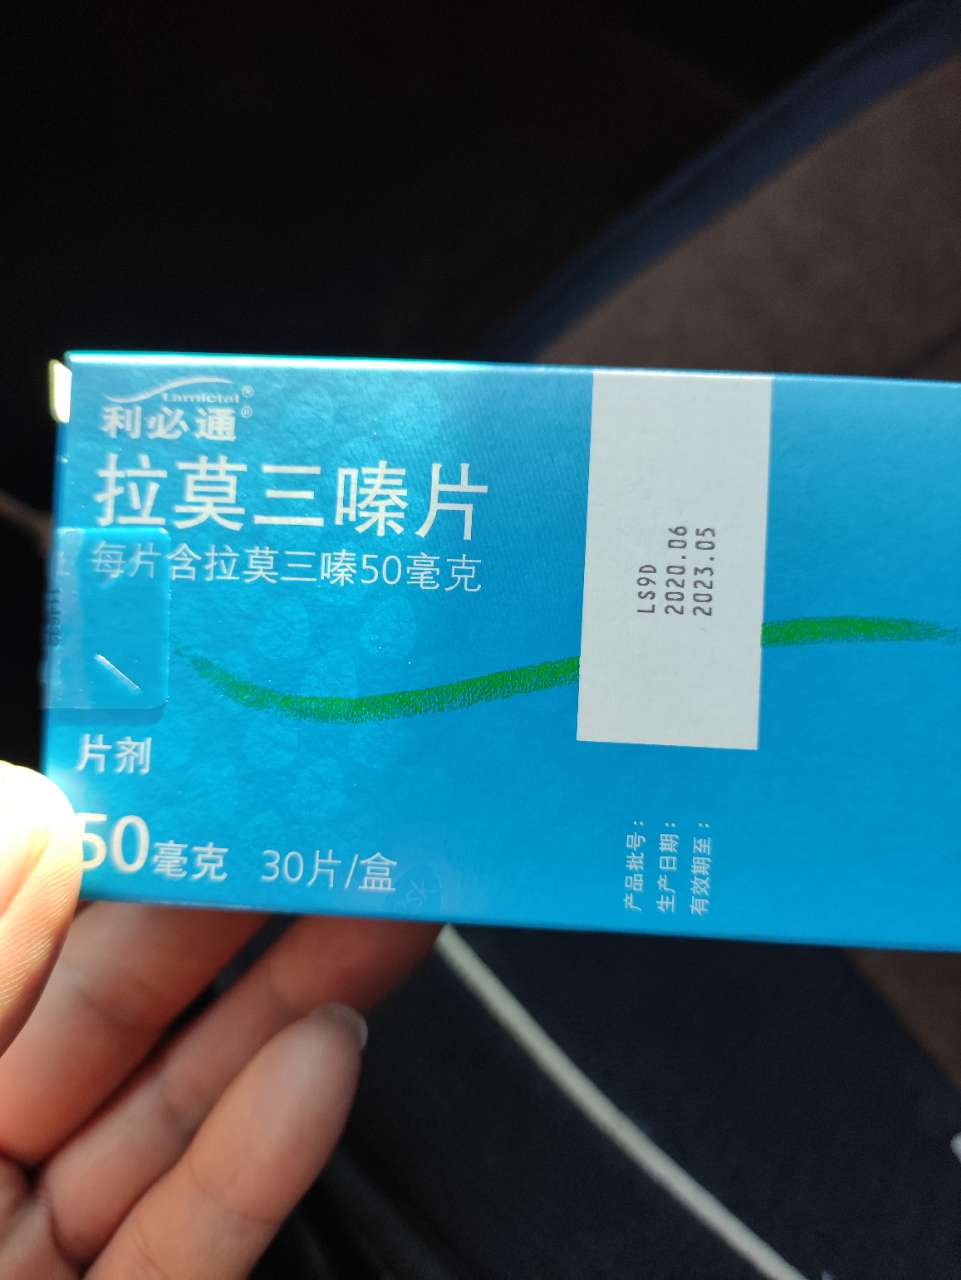 Lamictal®
利必通®
拉莫三嗪片
每片含拉莫三嗪50毫克
片剂
50毫克 30片/盒
LS9D
2020.06
2023.05
产品批号：
生产日期：
有效期至：